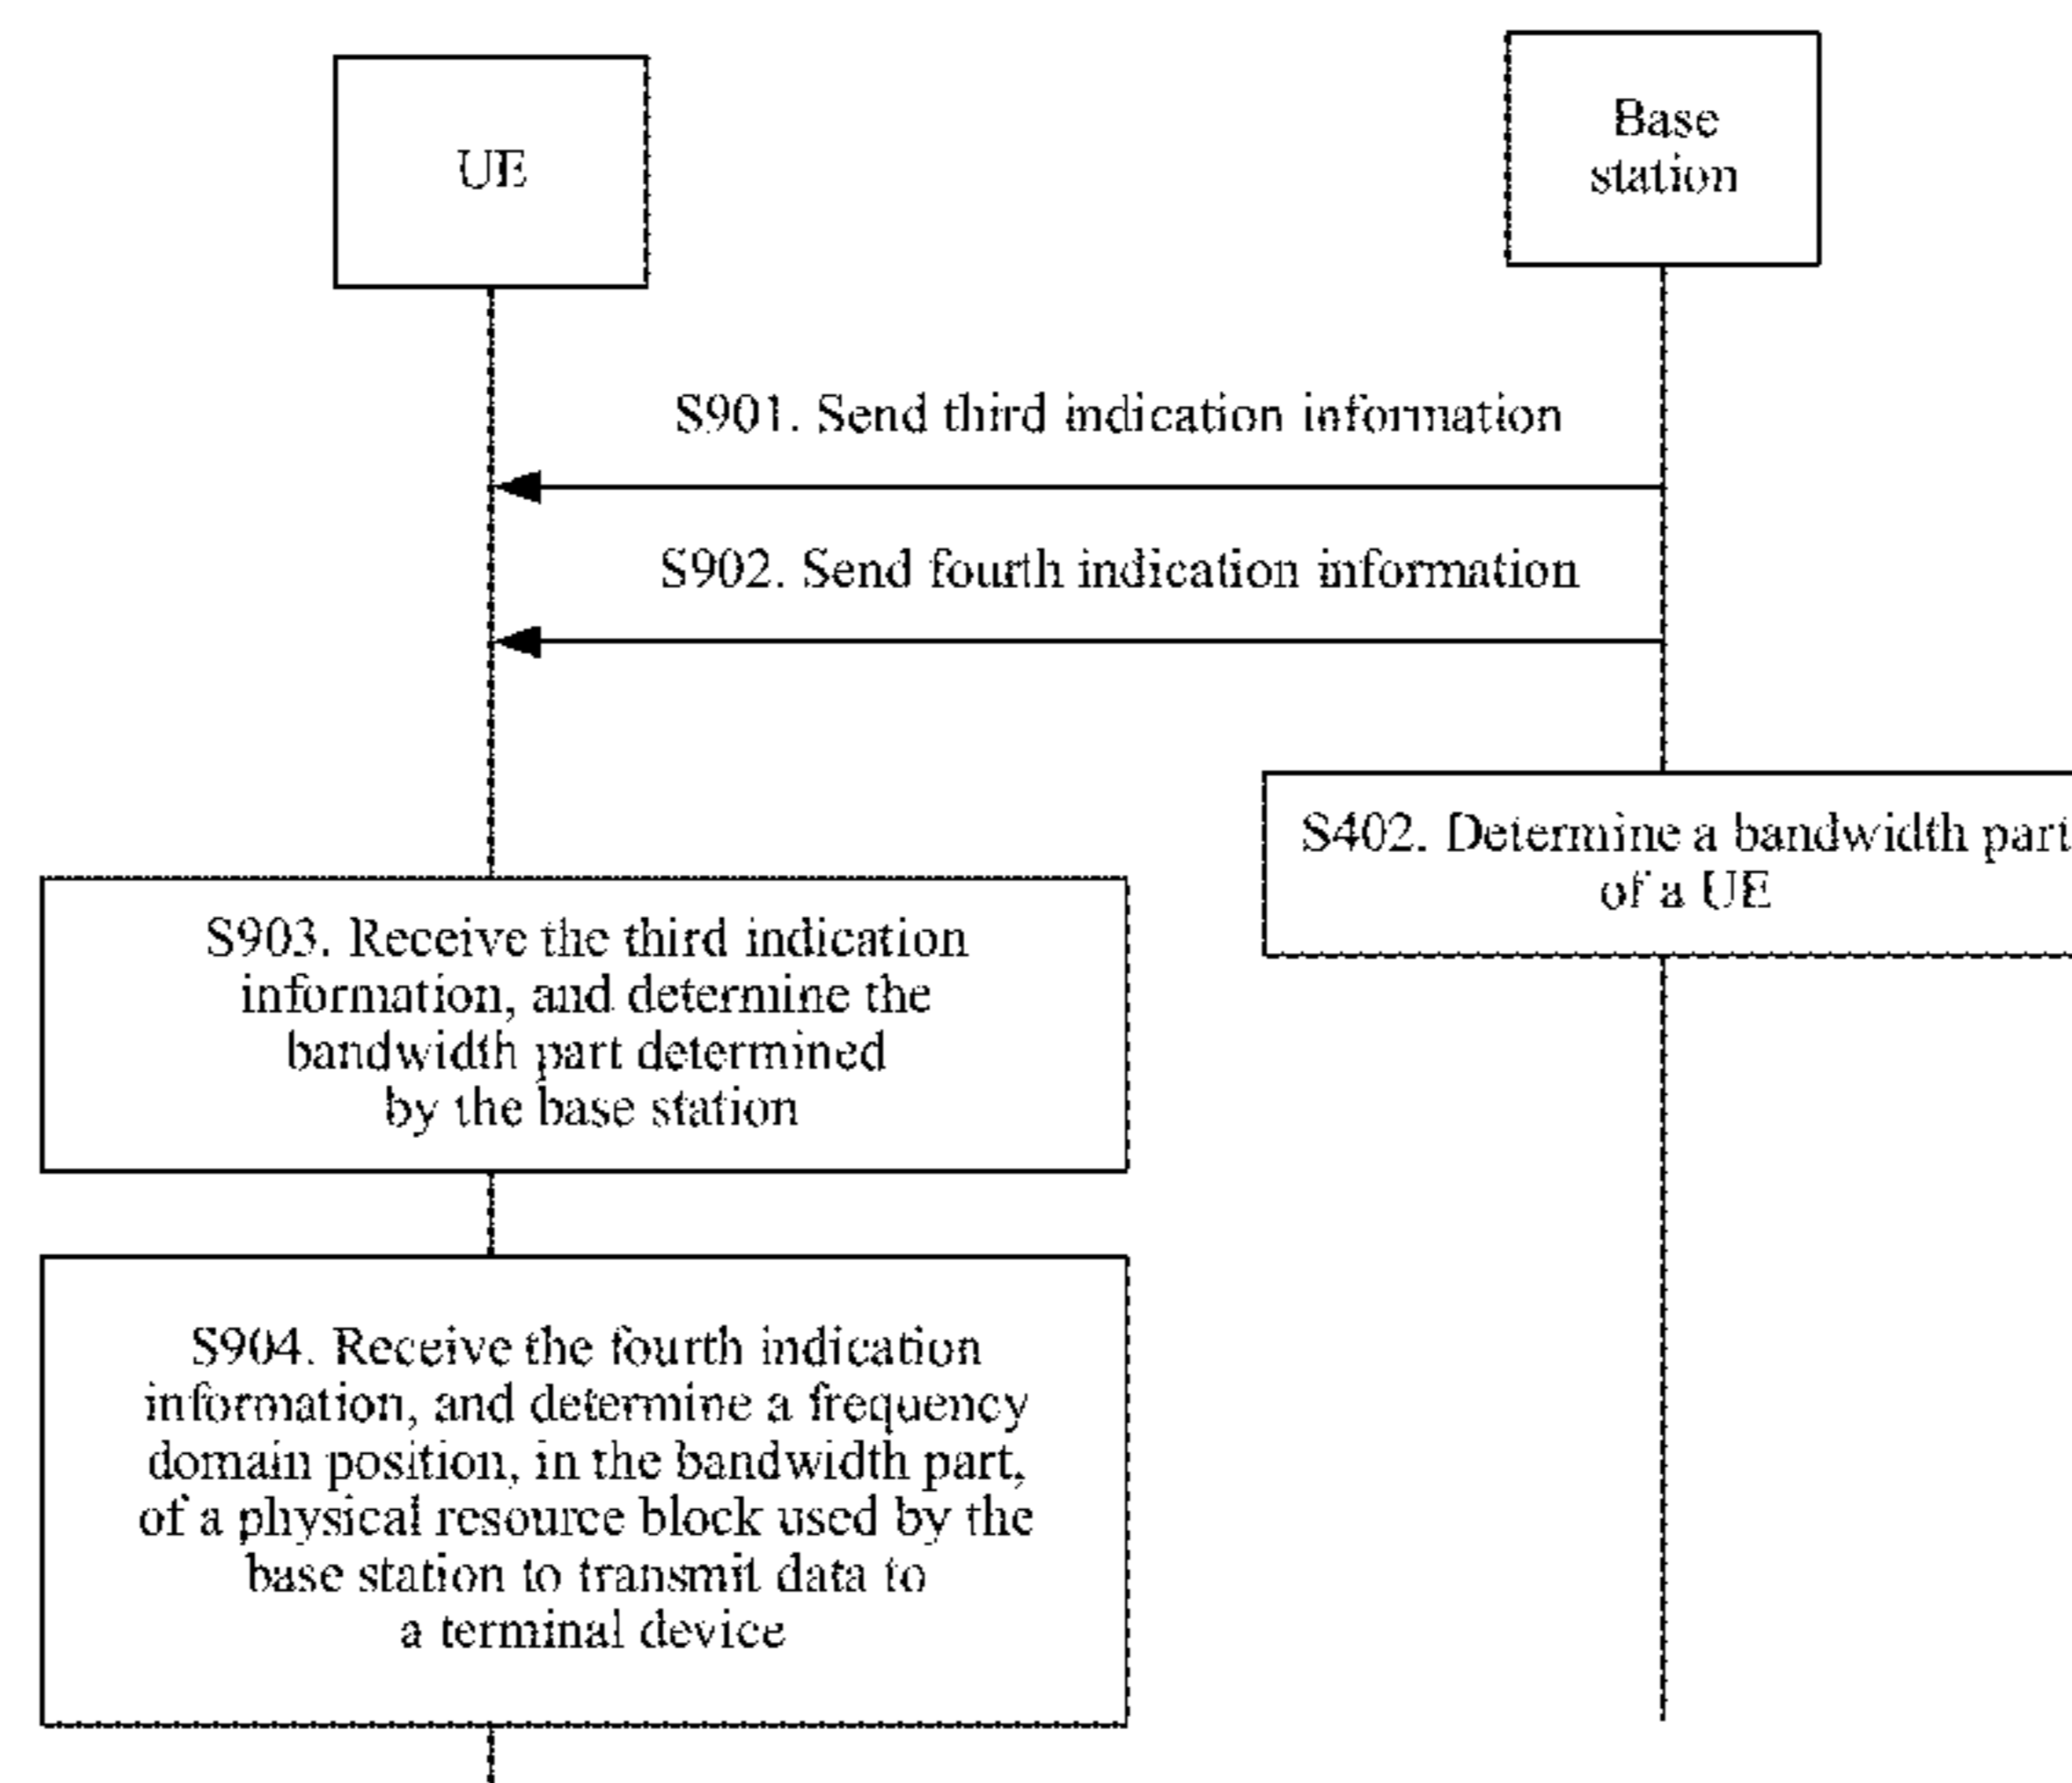 UE
Base
station
S901. Send third indication information
S902. Send fourth indication information
S402. Determine a bandwidth part
of a UE
S903. Receive the third indication
information, and determine the
bandwidth part determined
by the base station
S904. Receive the fourth indication
information, and determine a frequency
domain position, in the bandwidth part,
of a physical resource block used by the
base station to transmit data to
a terminal device